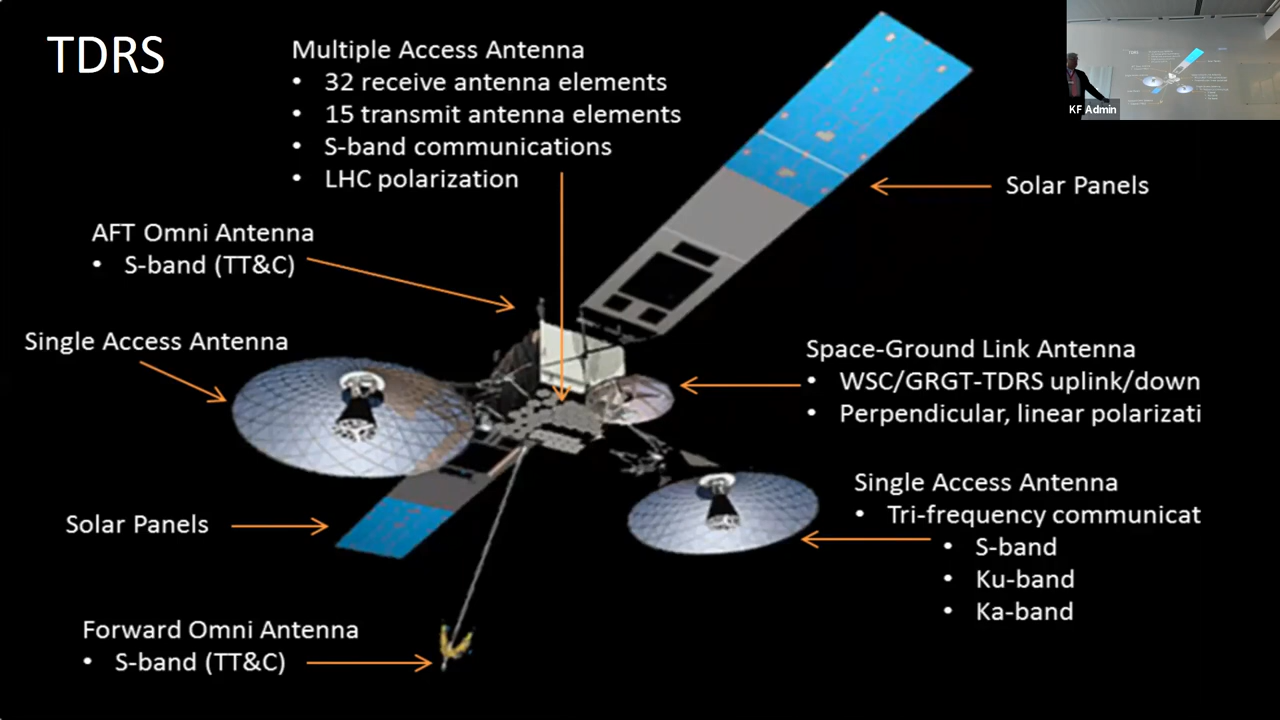 TDRS
Multiple Access Antenna
• 32 receive antenna elements
• 15 transmit antenna elements
• S-band communications
• LHC polarization
KF Admin
Solar Panels
AFT Omni Antenna
• S-band (TT&C)
Single Access Antenna
Space-Ground Link Antenna
• WSC/GRGT-TDRS uplink/down
• Perpendicular, linear polarizati
Single Access Antenna
• Tri-frequency communicat
• S-band
• Ku-band
• Ka-band
Solar Panels
Forward Omni Antenna
• S-band (TT&C)